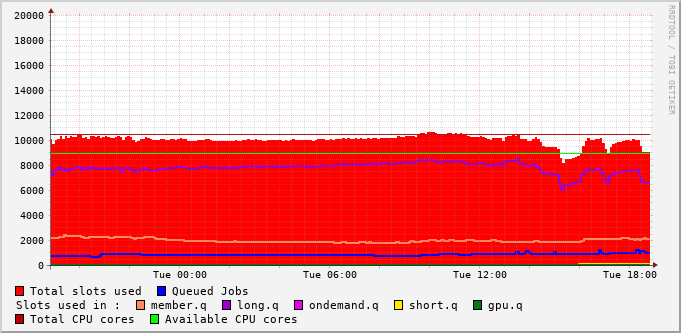 RRDTOOL / TOBI OETIKER
20000
18000
16000
14000
12000
10000
8000
6000
4000
2000
0
Tue 00:00 Tue 06:00 Tue 12:00 Tue 18:00
Total slots used Queued Jobs
Slots used in : member.q long.q ondemand.q short.q gpu.q
Total CPU cores Available CPU cores